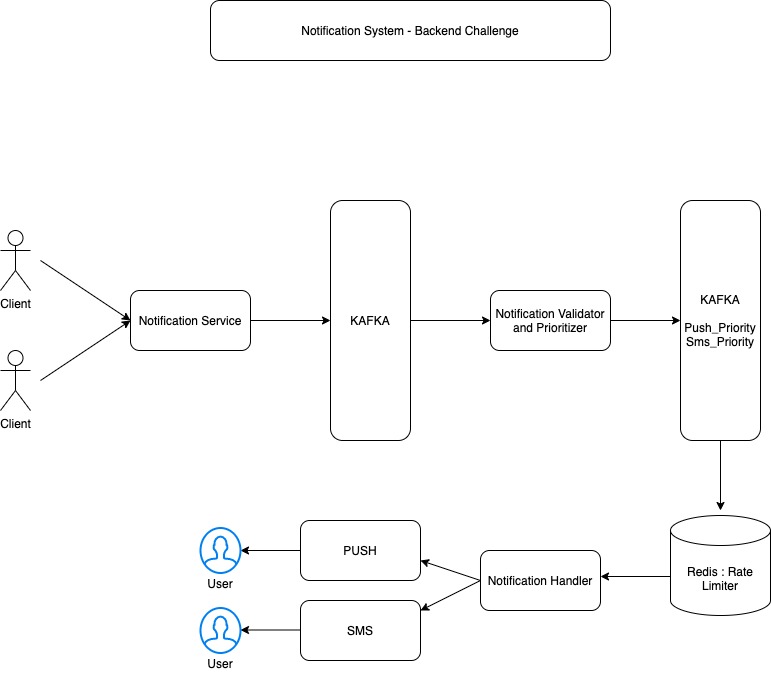 Notification System - Backend Challenge
Client
Client
Notification Service
KAFKA
Notification Validator
and Prioritizer
KAFKA
Push_Priority
Sms_Priority
Redis : Rate
Limiter
Notification Handler
PUSH
SMS
User
User